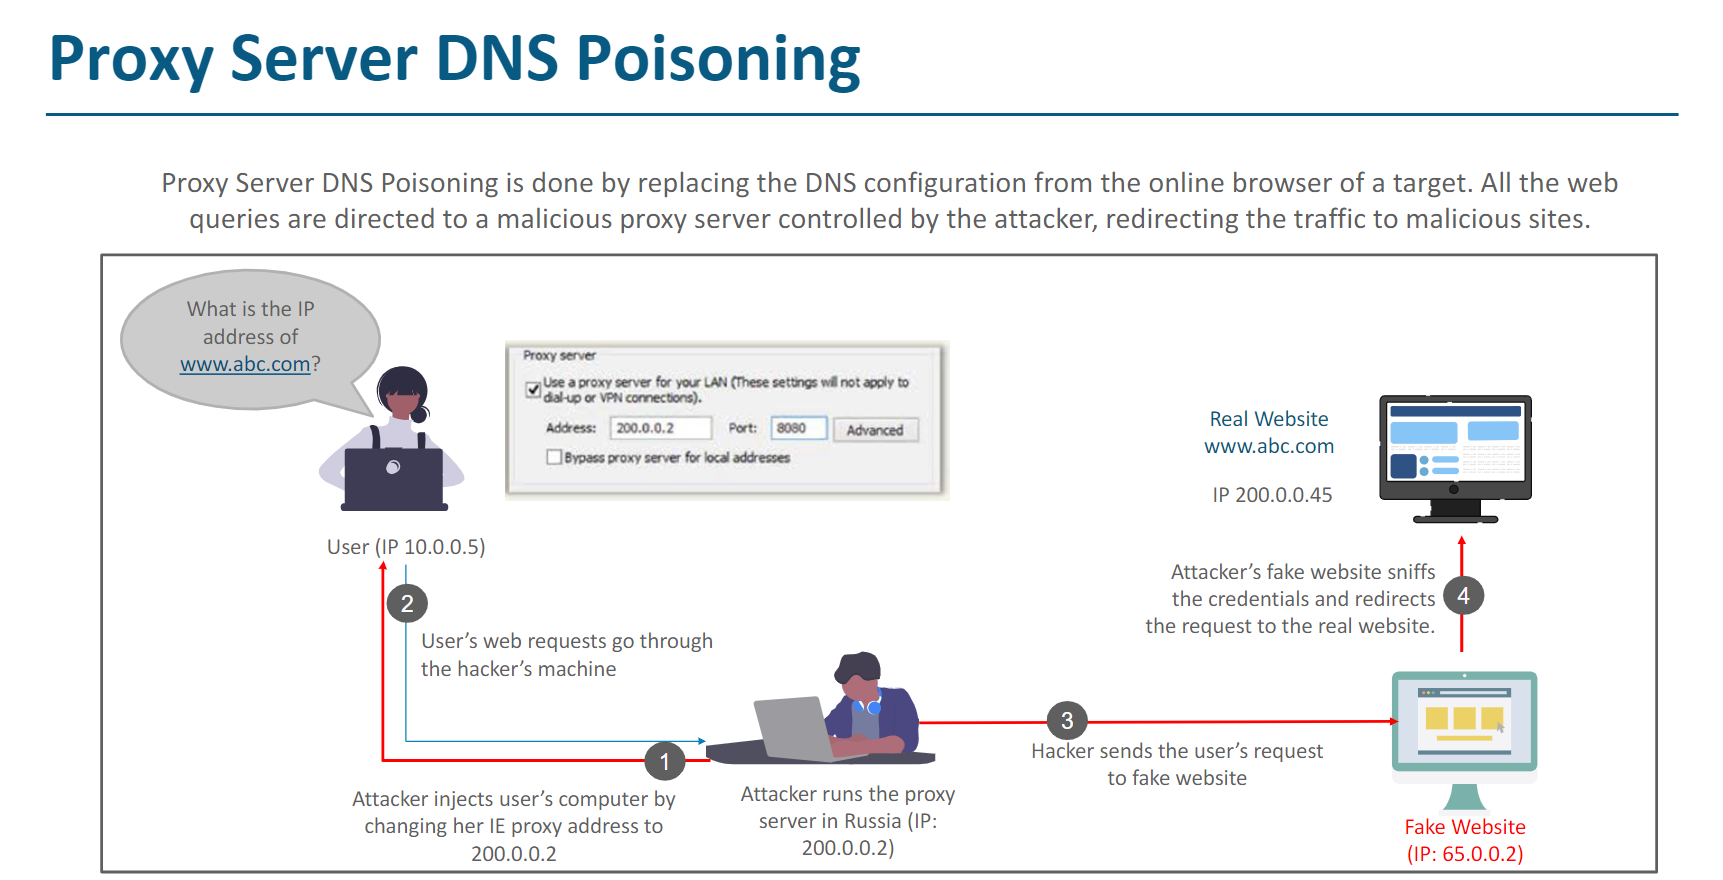 Proxy Server DNS Poisoning
Proxy Server DNS Poisoning is done by replacing the DNS configuration from the online browser of a target. All the web
queries are directed to a malicious proxy server controlled by the attacker, redirecting the traffic to malicious sites.
What is the IP
address of
www.abc.com?
Proxy server
Use a proxy server for your LAN (These settings will not apply to
dial-up or VPN connections).
Address: 200.0.0.2 Port: 8080 Advanced
Bypass proxy server for local addresses
Real Website
www.abc.com
IP 200.0.0.45
User (IP 10.0.0.5)
2
User's web requests go through
the hacker's machine
Attacker's fake website sniffs
the credentials and redirects
the request to the real website.
4
1
Attacker injects user's computer by
changing her IE proxy address to
200.0.0.2
Attacker runs the proxy
server in Russia (IP:
200.0.0.2)
3
Hacker sends the user's request
to fake website
Fake Website
(IP: 65.0.0.2)